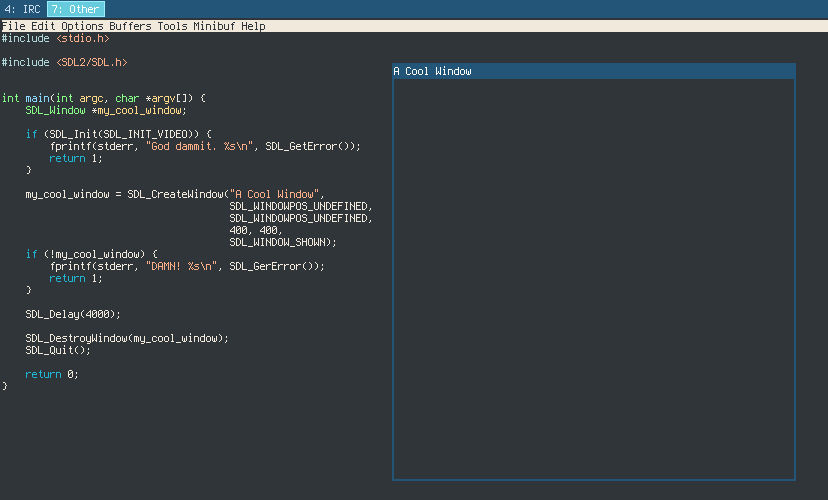 4: IRC 7: Other
File Edit Options Buffers Tools Minibuf Help
#include <stdio.h>
#include <SDL2/SDL.h>
A Cool Window
int main(int argc, char *argv[]) {
    SDL_Window *my_cool_window;
    if (SDL_Init(SDL_INIT_VIDEO)) {
        fprintf(stderr, "God dammit. %s\n", SDL_GetError());
        return 1;
    }
    my_cool_window = SDL_CreateWindow("A Cool Window",
                                      SDL_WINDOWPOS_UNDEFINED,
                                      SDL_WINDOWPOS_UNDEFINED,
                                      400, 400,
                                      SDL_WINDOW_SHOWN);
    if (!my_cool_window) {
        fprintf(stderr, "DAMN! %s\n", SDL_GerError());
        return 1;
    }
    SDL_Delay(4000);
    SDL_DestroyWindow(my_cool_window);
    SDL_Quit();
    return 0;
}